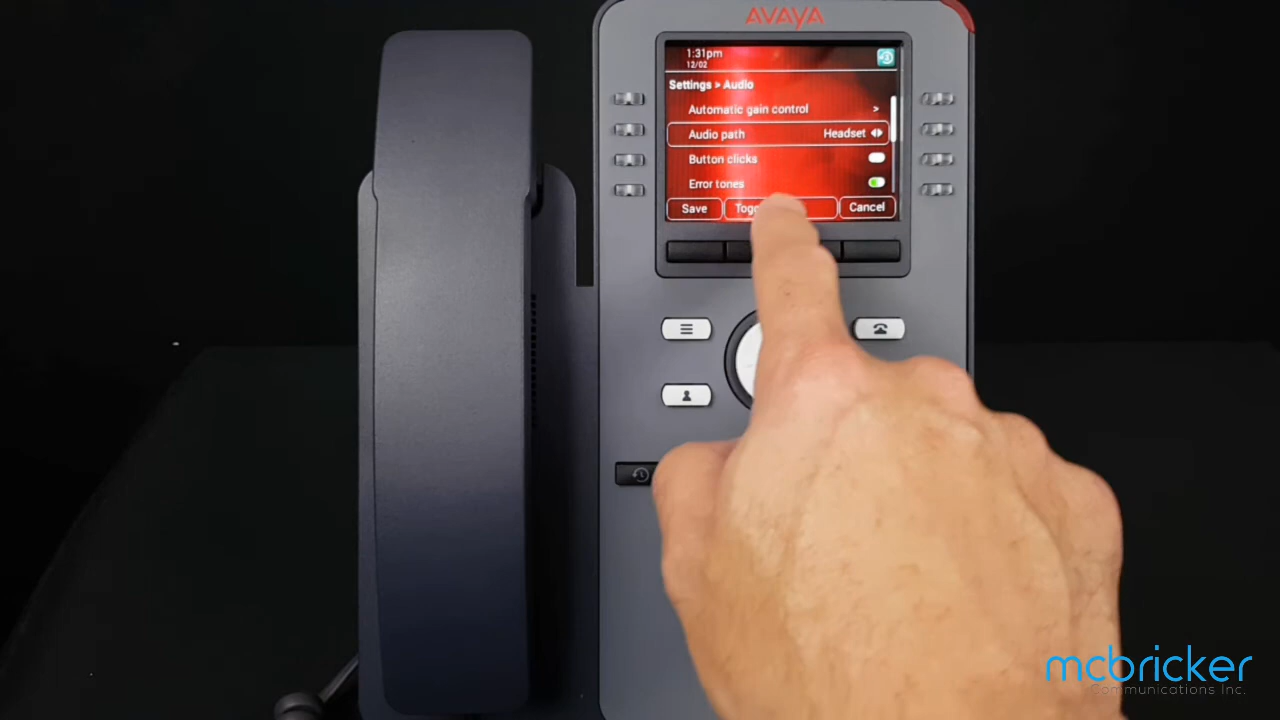 AVAYA
1:31pm
12/02
Settings > Audio
Automatic gain control >
Audio path Headset
Button clicks
Error tones
Save Cancel
mcbricker
Communications Inc.